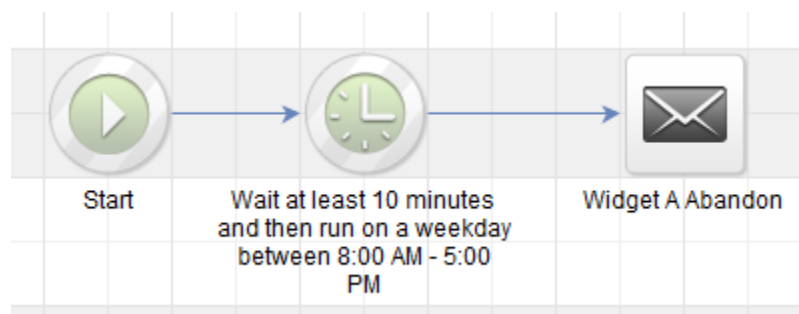 Start
Wait at least 10 minutes
and then run on a weekday
between 8:00 AM - 5:00
PM
Widget A Abandon